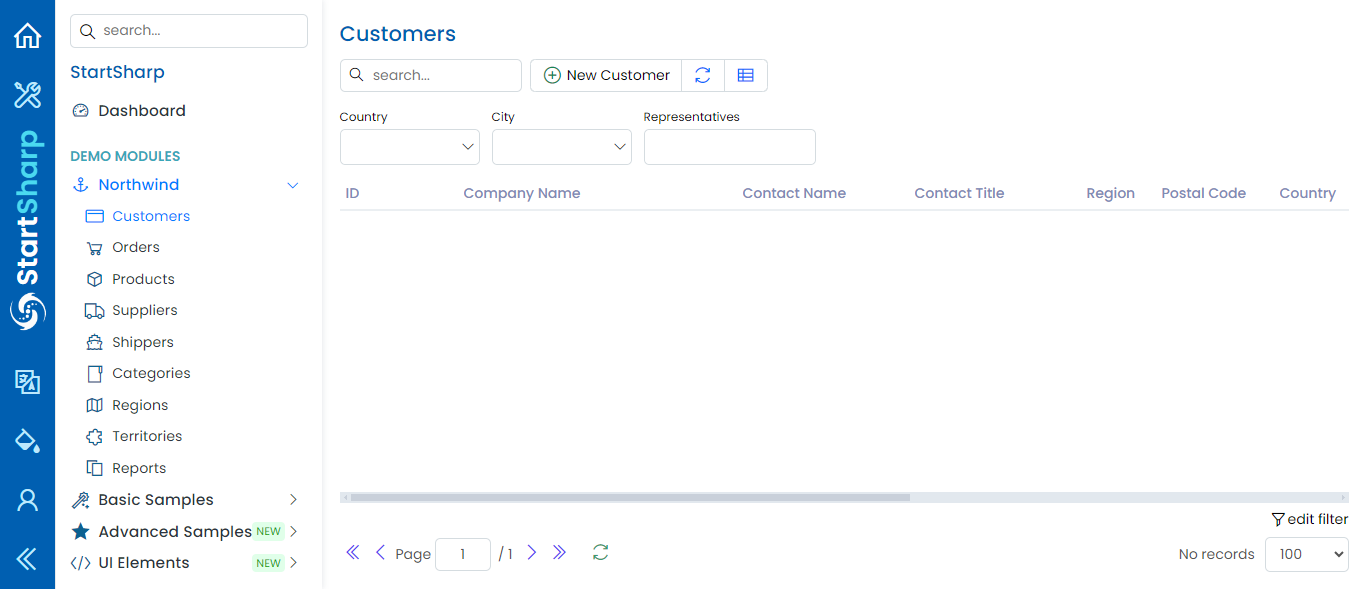 StartSharp
search...
StartSharp
Dashboard
DEMO MODULES
Northwind
Customers
Orders
Products
Suppliers
Shippers
Categories
Regions
Territories
Reports
Basic Samples
Advanced Samples NEW
UI Elements NEW
Customers
search... New Customer
Country City Representatives
ID Company Name Contact Name Contact Title Region Postal Code Country
edit filter
Page 1 / 1 No records 100